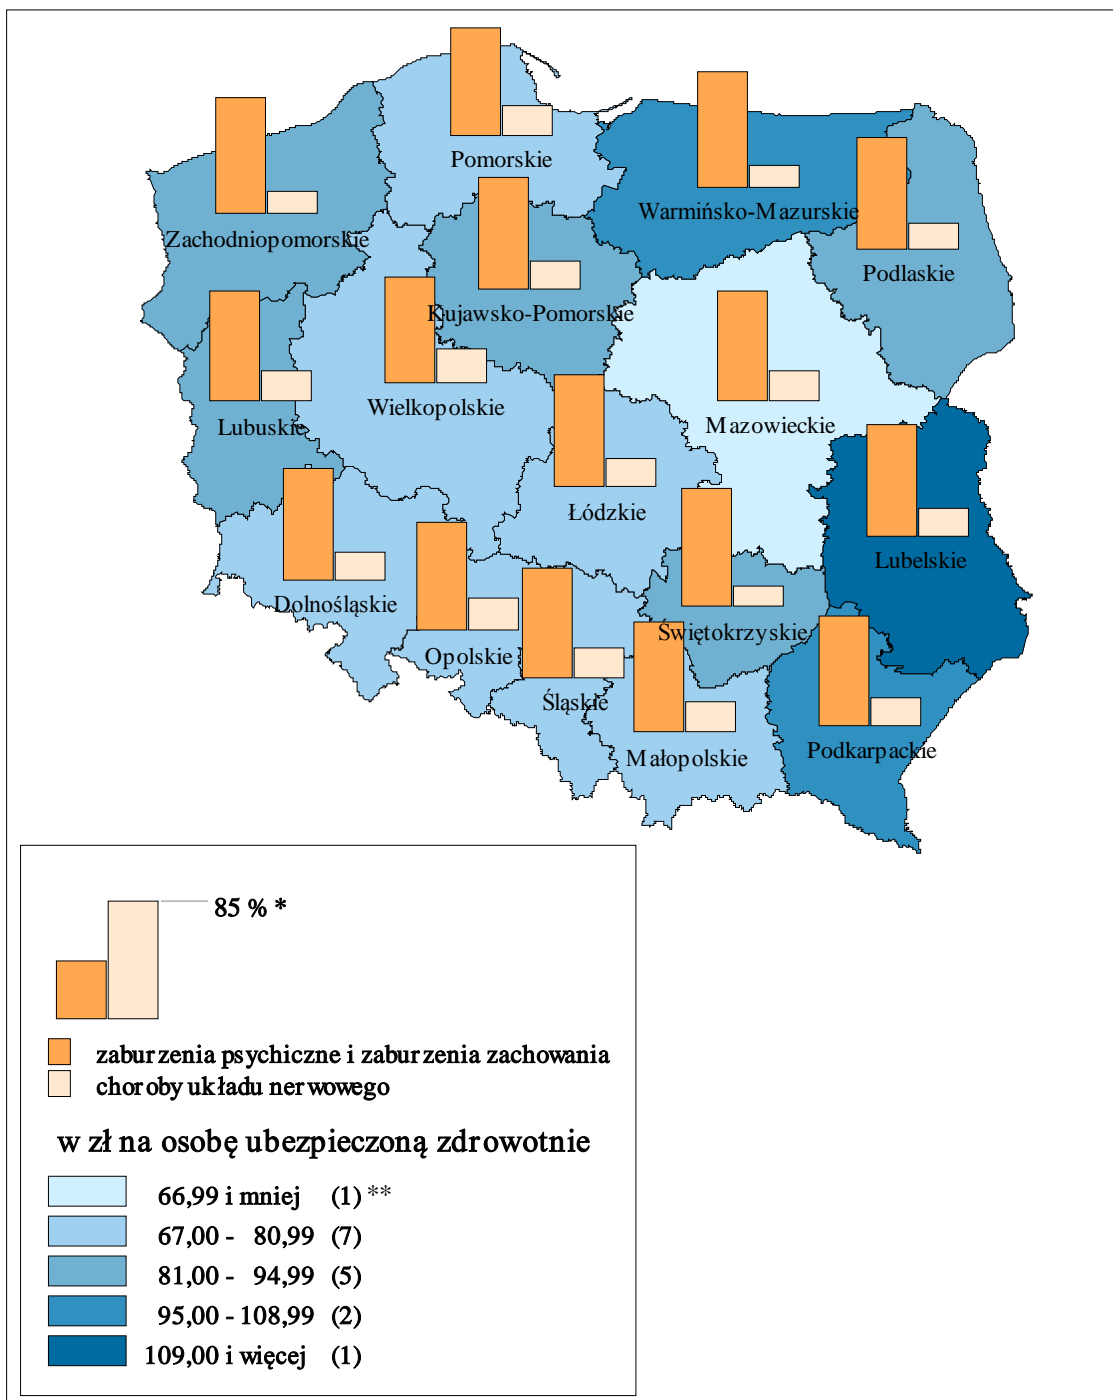 Pomorskie
Warmińsko-Mazurskie
Zachodniopomorskie
Podlaskie
Kujawsko-Pomorskie
Wielkopolskie
Lubuskie
Mazowieckie
Łódzkie
Lubelskie
Dolnośląskie
Świętokrzyskie
Opolskie
Śląskie
Podkarpackie
Małopolskie
85 % *
zaburzenia psychiczne i zaburzenia zachowania
choroby układu nerwowego
w zł na osobę ubezpieczoną zdrowotnie
66,99 i mniej (1) **
67,00 - 80,99 (7)
81,00 - 94,99 (5)
95,00 - 108,99 (2)
109,00 i więcej (1)